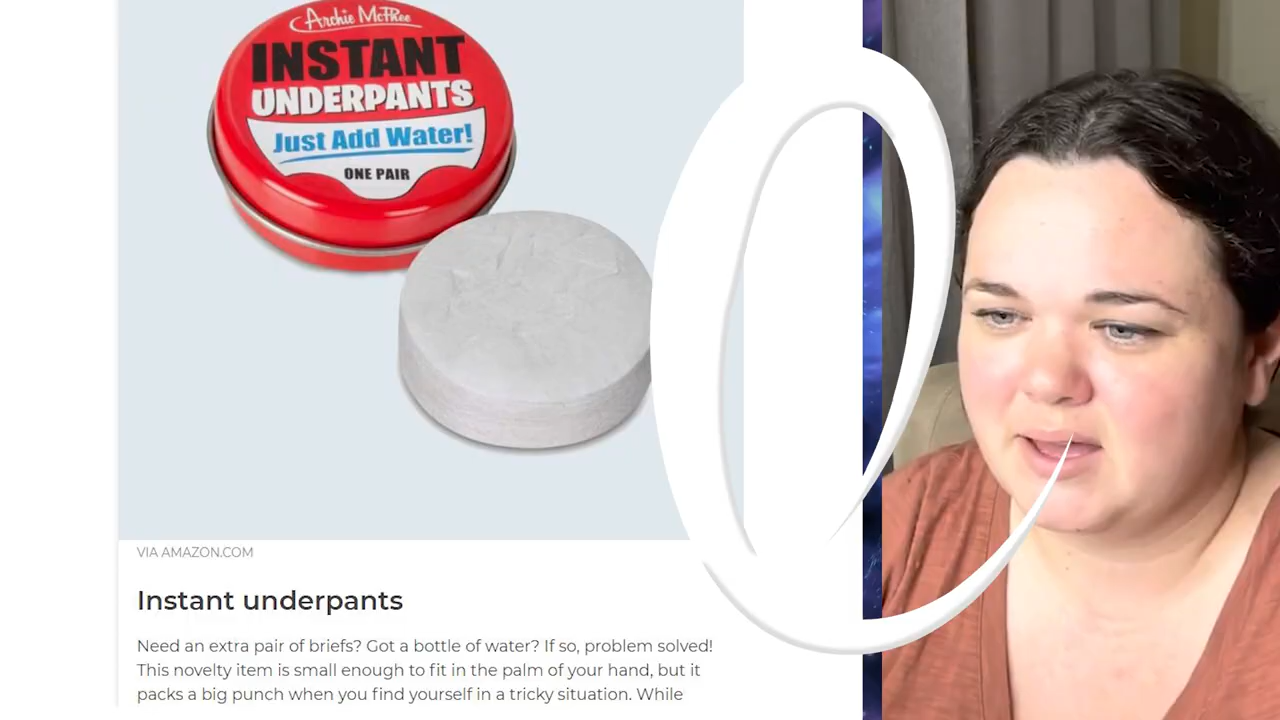 Archie McPhee
INSTANT
UNDERPANTS
Just Add Water!
ONE PAIR
VIA AMAZON.COM
Instant underpants
Need an extra pair of briefs? Got a bottle of water? If so, problem solved!
This novelty item is small enough to fit in the palm of your hand, but it
packs a big punch when you find yourself in a tricky situation. While